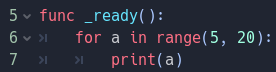 5 func _ready():
6 for a in range(5, 20):
7 print(a)